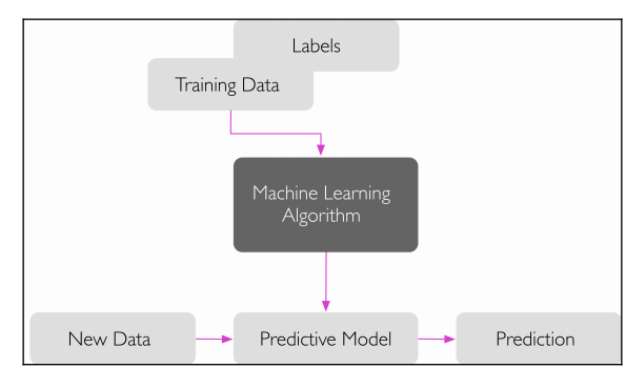 Labels
Training Data
Machine Learning
Algorithm
New Data
Predictive Model
Prediction